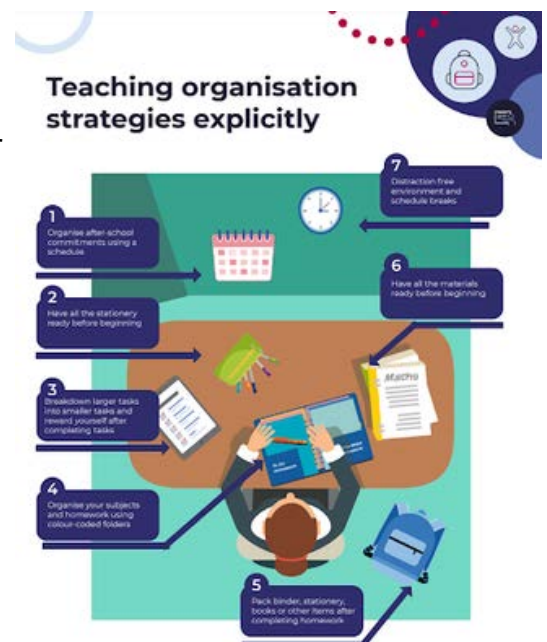 Teaching organisation
strategies explicitly
1
Organise after-school
commitments using a
schedule
2
Have all the stationery
ready before beginning
3
Breakdown larger tasks
into smaller tasks and
reward yourself after
completing tasks
4
Organise your subjects
and homework using
colour-coded folders
5
Pack binder, stationery,
books or other items after
completing homework
6
Have all the materials
ready before beginning
7
Distraction free
environment and
schedule breaks